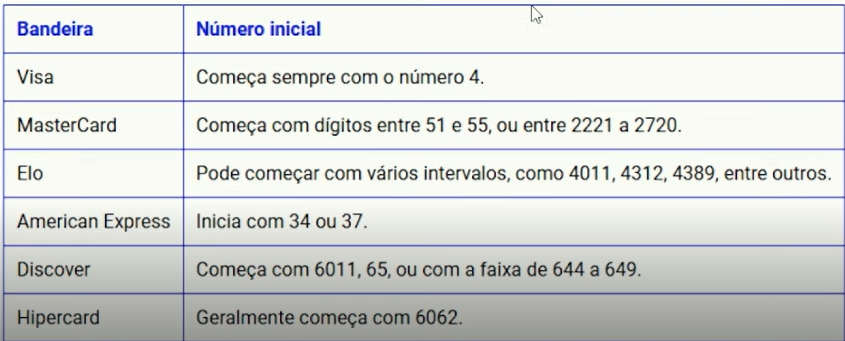 Bandeira Número inicial
Visa Começa sempre com o número 4.
MasterCard Começa com dígitos entre 51 e 55, ou entre 2221 a 2720.
Elo Pode começar com vários intervalos, como 4011, 4312, 4389, entre outros.
American Express Inicia com 34 ou 37.
Discover Começa com 6011, 65, ou com a faixa de 644 a 649.
Hipercard Geralmente começa com 6062.